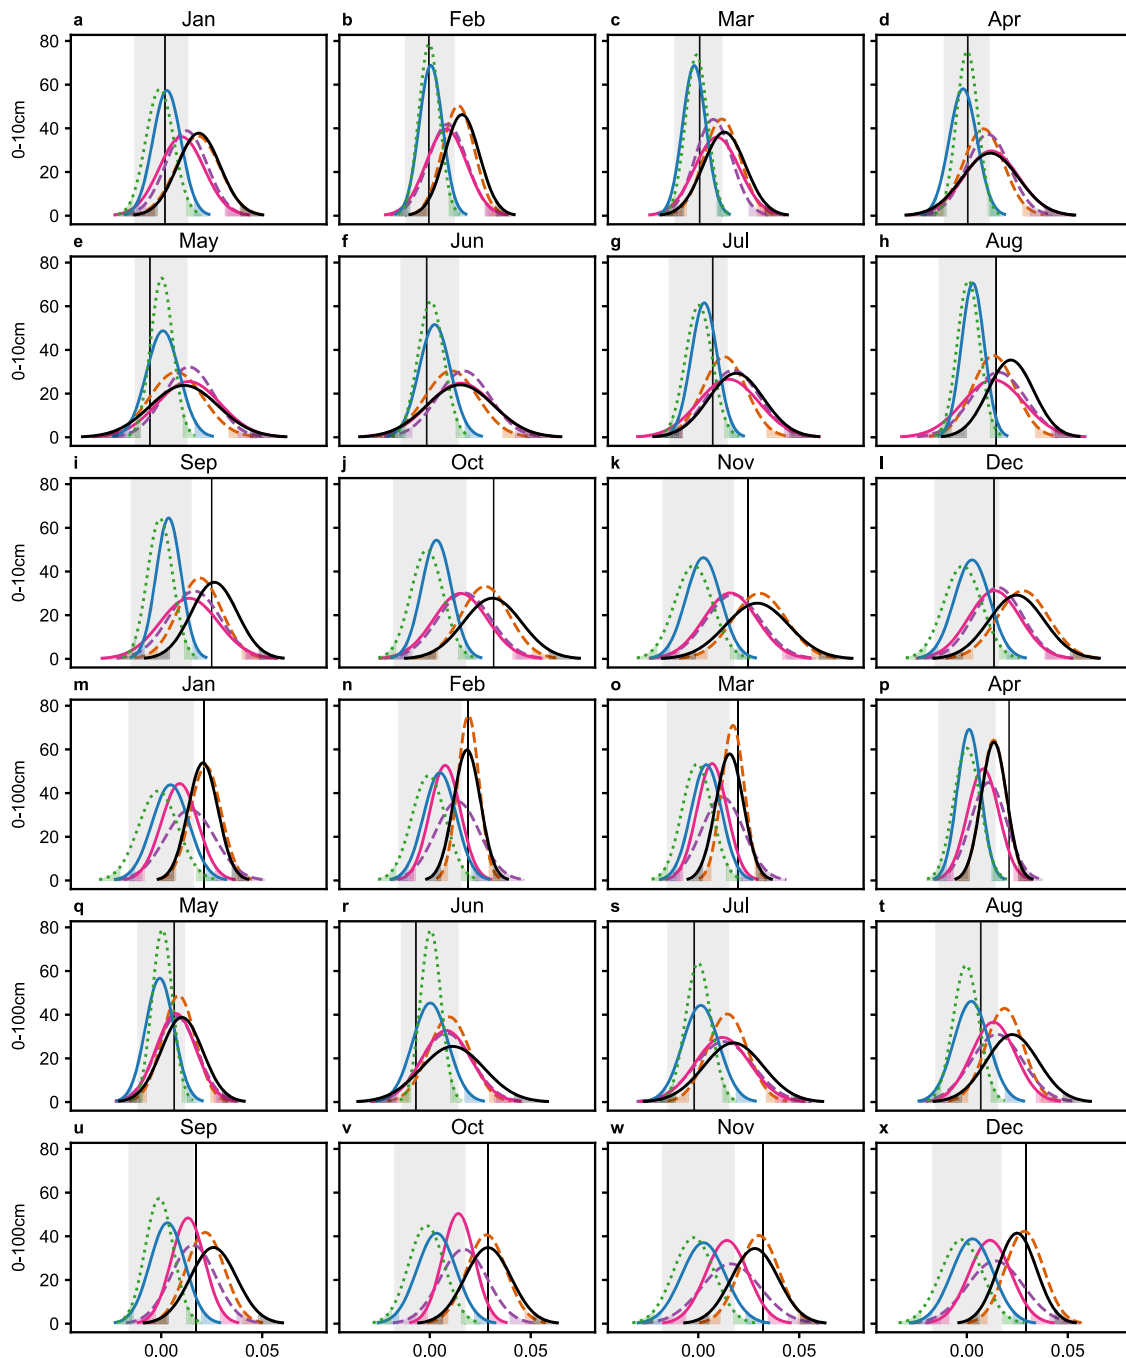 a Jan b Feb c Mar d Apr
80
60
40
20
0
0-10cm
e May f Jun g Jul h Aug
80
60
40
20
0
0-10cm
i Sep j Oct k Nov l Dec
80
60
40
20
0
0-10cm
m Jan n Feb o Mar p Apr
80
60
40
20
0
0-100cm
q May r Jun s Jul t Aug
80
60
40
20
0
0-100cm
u Sep v Oct w Nov x Dec
80
60
40
20
0
0-100cm
0.00 0.05 0.00 0.05 0.00 0.05 0.00 0.05